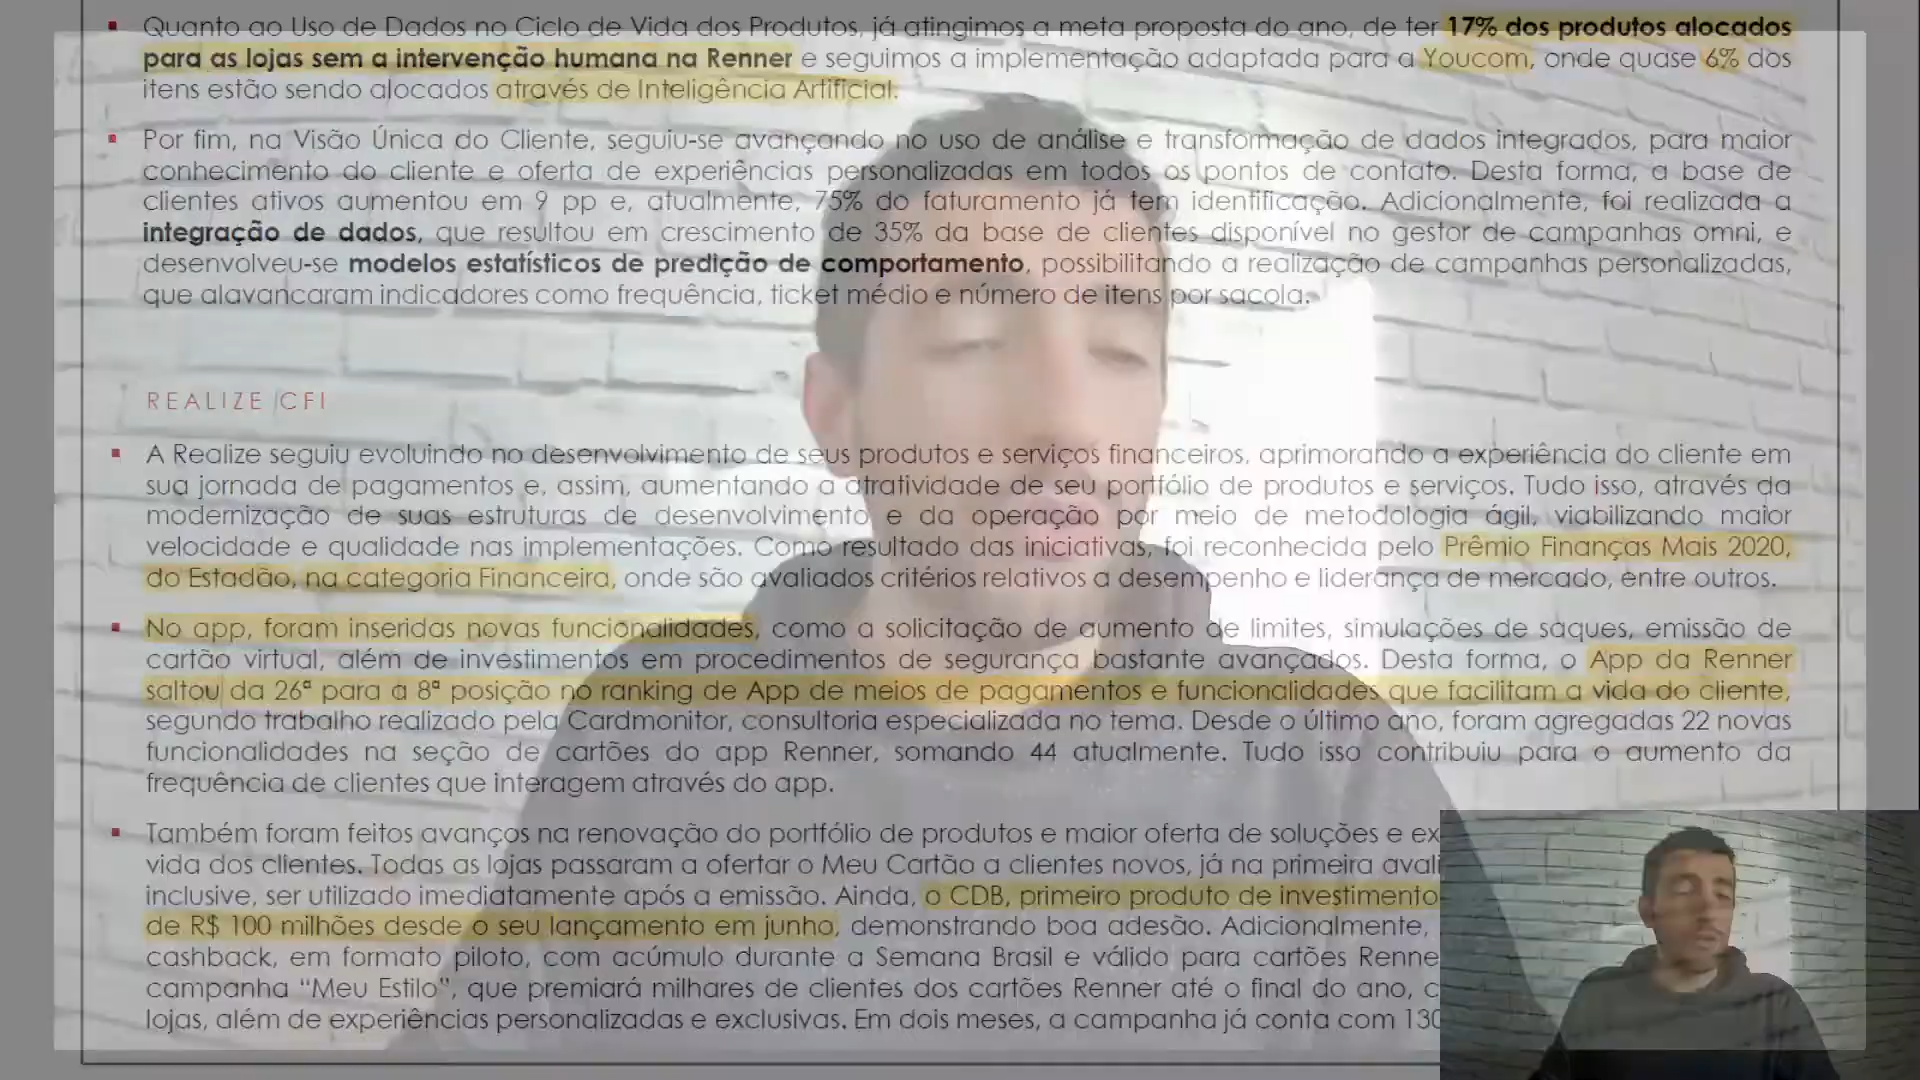 Quanto ao Uso de Dados no Ciclo de Vida dos Produtos, já atingimos a meta proposta do ano, de ter 17% dos produtos alocados
para as lojas sem a intervenção humana na Renner e seguimos a implementação adaptada para a Youcom, onde quase 6% dos
itens estão sendo alocados através de Inteligência Artificial.
Por fim, na Visão Única do Cliente, seguiu-se avançando no uso de análise e transformação de dados integrados, para maior
conhecimento do cliente e oferta de experiências personalizadas em todos os pontos de contato. Desta forma, a base de
clientes ativos aumentou em 9 pp e, atualmente, 75% do faturamento já tem identificação. Adicionalmente, foi realizada a
integração de dados, que resultou em crescimento de 35% da base de clientes disponível no gestor de campanhas omni, e
desenvolveu-se modelos estatísticos de predição de comportamento, possibilitando a realização de campanhas personalizadas,
que alavancaram indicadores como frequência, ticket médio e número de itens por sacola.
REALIZE CFI
A Realize seguiu evoluindo no desenvolvimento de seus produtos e serviços financeiros, aprimorando a experiência do cliente em
sua jornada de pagamentos e, assim, aumentando a atratividade de seu portfólio de produtos e serviços. Tudo isso, através da
modernização de suas estruturas de desenvolvimento e da operação por meio de metodologia ágil, viabilizando maior
velocidade e qualidade nas implementações. Como resultado das iniciativas, foi reconhecida pelo Prêmio Finanças Mais 2020,
do Estadão, na categoria Financeira, onde são avaliados critérios relativos a desempenho e liderança de mercado, entre outros.
No app, foram inseridas novas funcionalidades, como a solicitação de aumento de limites, simulações de saques, emissão de
cartão virtual, além de investimentos em procedimentos de segurança bastante avançados. Desta forma, o App da Renner
saltou da 26ª para a 8ª posição no ranking de App de meios de pagamentos e funcionalidades que facilitam a vida do cliente,
segundo trabalho realizado pela Cardmonitor, consultoria especializada no tema. Desde o último ano, foram agregadas 22 novas
funcionalidades na seção de cartões do app Renner, somando 44 atualmente. Tudo isso contribuiu para o aumento da
frequência de clientes que interagem através do app.
Também foram feitos avanços na renovação do portfólio de produtos e maior oferta de soluções e ex
vida dos clientes. Todas as lojas passaram a ofertar o Meu Cartão a clientes novos, já na primeira avali
inclusive, ser utilizado imediatamente após a emissão. Ainda, o CDB, primeiro produto de investimento
de R$ 100 milhões desde o seu lançamento em junho, demonstrando boa adesão. Adicionalmente,
cashback, em formato piloto, com acúmulo durante a Semana Brasil e válido para cartões Renne
campanha “Meu Estilo”, que premiará milhares de clientes dos cartões Renner até o final do ano, c
lojas, além de experiências personalizadas e exclusivas. Em dois meses, a campanha já conta com 130